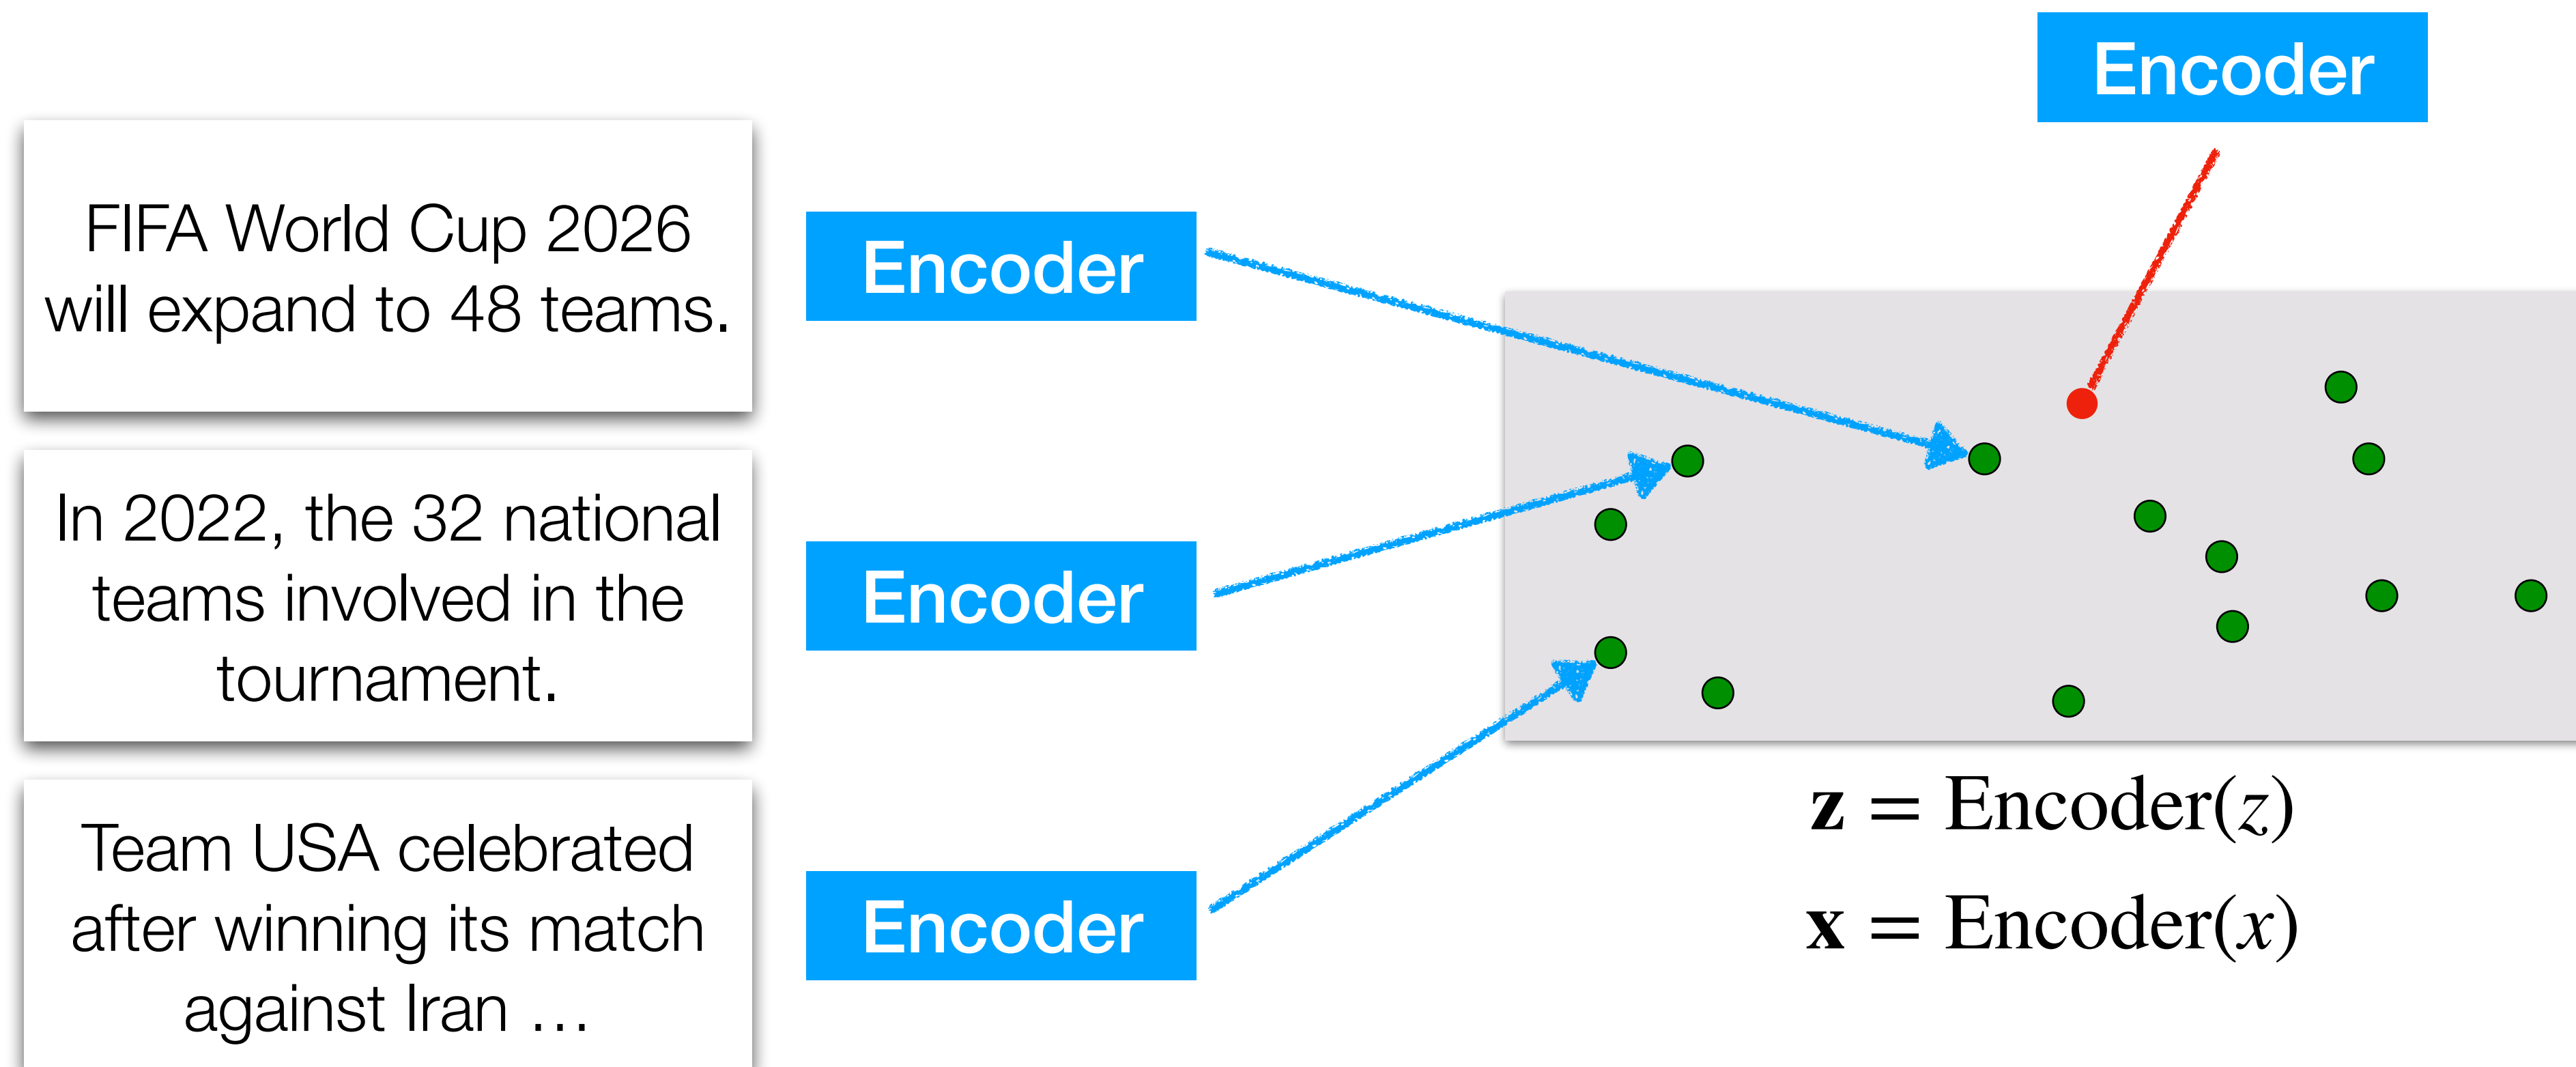 Encoder
FIFA World Cup 2026
will expand to 48 teams.
Encoder
In 2022, the 32 national
teams involved in the
tournament.
Encoder
Team USA celebrated
after winning its match
against Iran …
Encoder
z = Encoder(z)
x = Encoder(x)